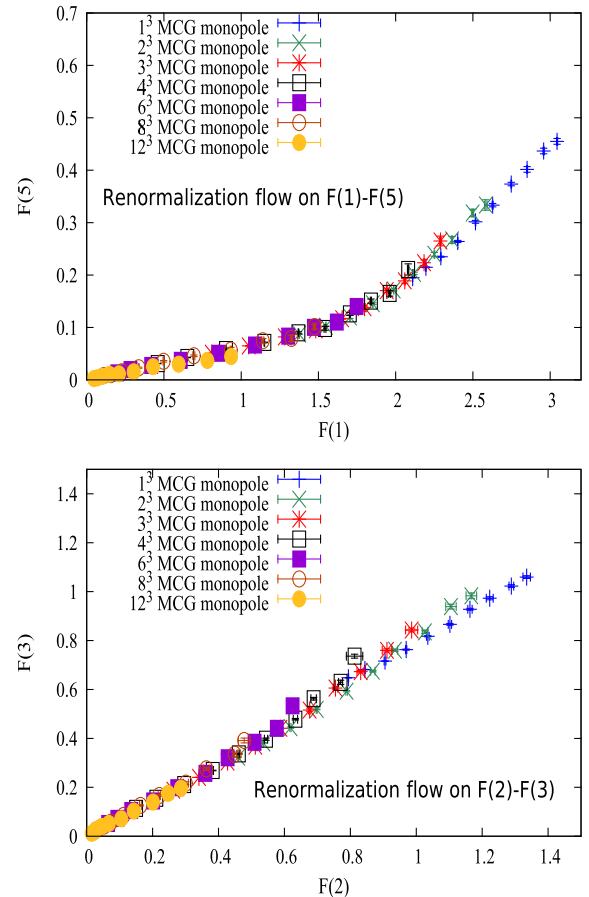 0.7
0.6
0.5
0.4
0.3
0.2
0.1
0
F(5)
1³ MCG monopole
2³ MCG monopole
3³ MCG monopole
4³ MCG monopole
6³ MCG monopole
8³ MCG monopole
12³ MCG monopole
Renormalization flow on F(1)-F(5)
0 0.5 1 1.5 2 2.5 3
F(1)
1.4
1.2
1
0.8
0.6
0.4
0.2
0
F(3)
1³ MCG monopole
2³ MCG monopole
3³ MCG monopole
4³ MCG monopole
6³ MCG monopole
8³ MCG monopole
12³ MCG monopole
Renormalization flow on F(2)-F(3)
0 0.2 0.4 0.6 0.8 1 1.2 1.4
F(2)